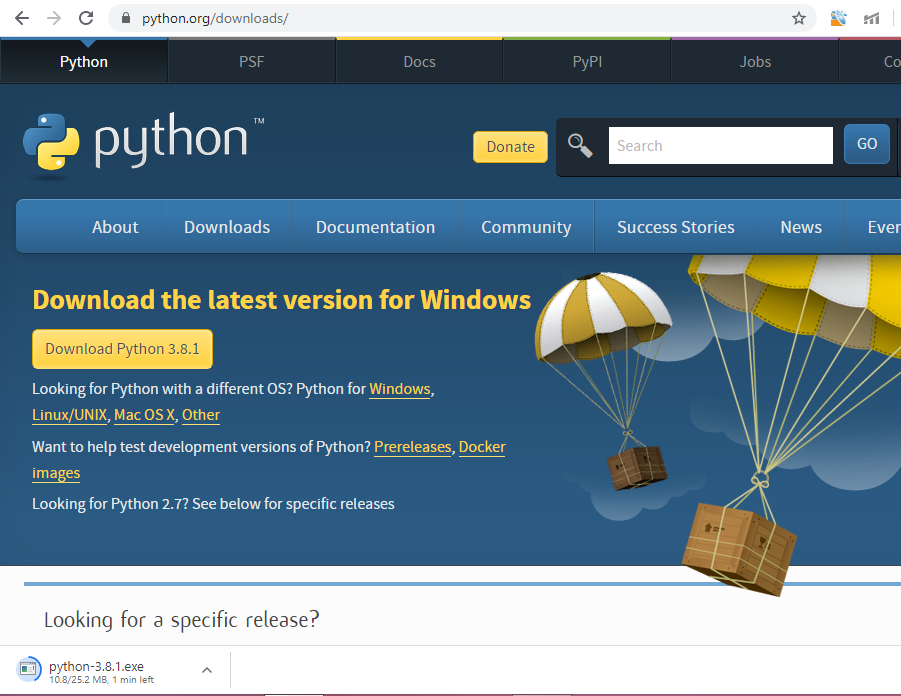 python.org/downloads/
Python PSF Docs PyPI Jobs Co
python™
Donate Search GO
About Downloads Documentation Community Success Stories News Ever
Download the latest version for Windows
Download Python 3.8.1
Looking for Python with a different OS? Python for Windows,
Linux/UNIX, Mac OS X, Other
Want to help test development versions of Python? Prereleases, Docker
images
Looking for Python 2.7? See below for specific releases
Looking for a specific release?
python-3.8.1.exe
10.8/25.2 MB, 1 min left